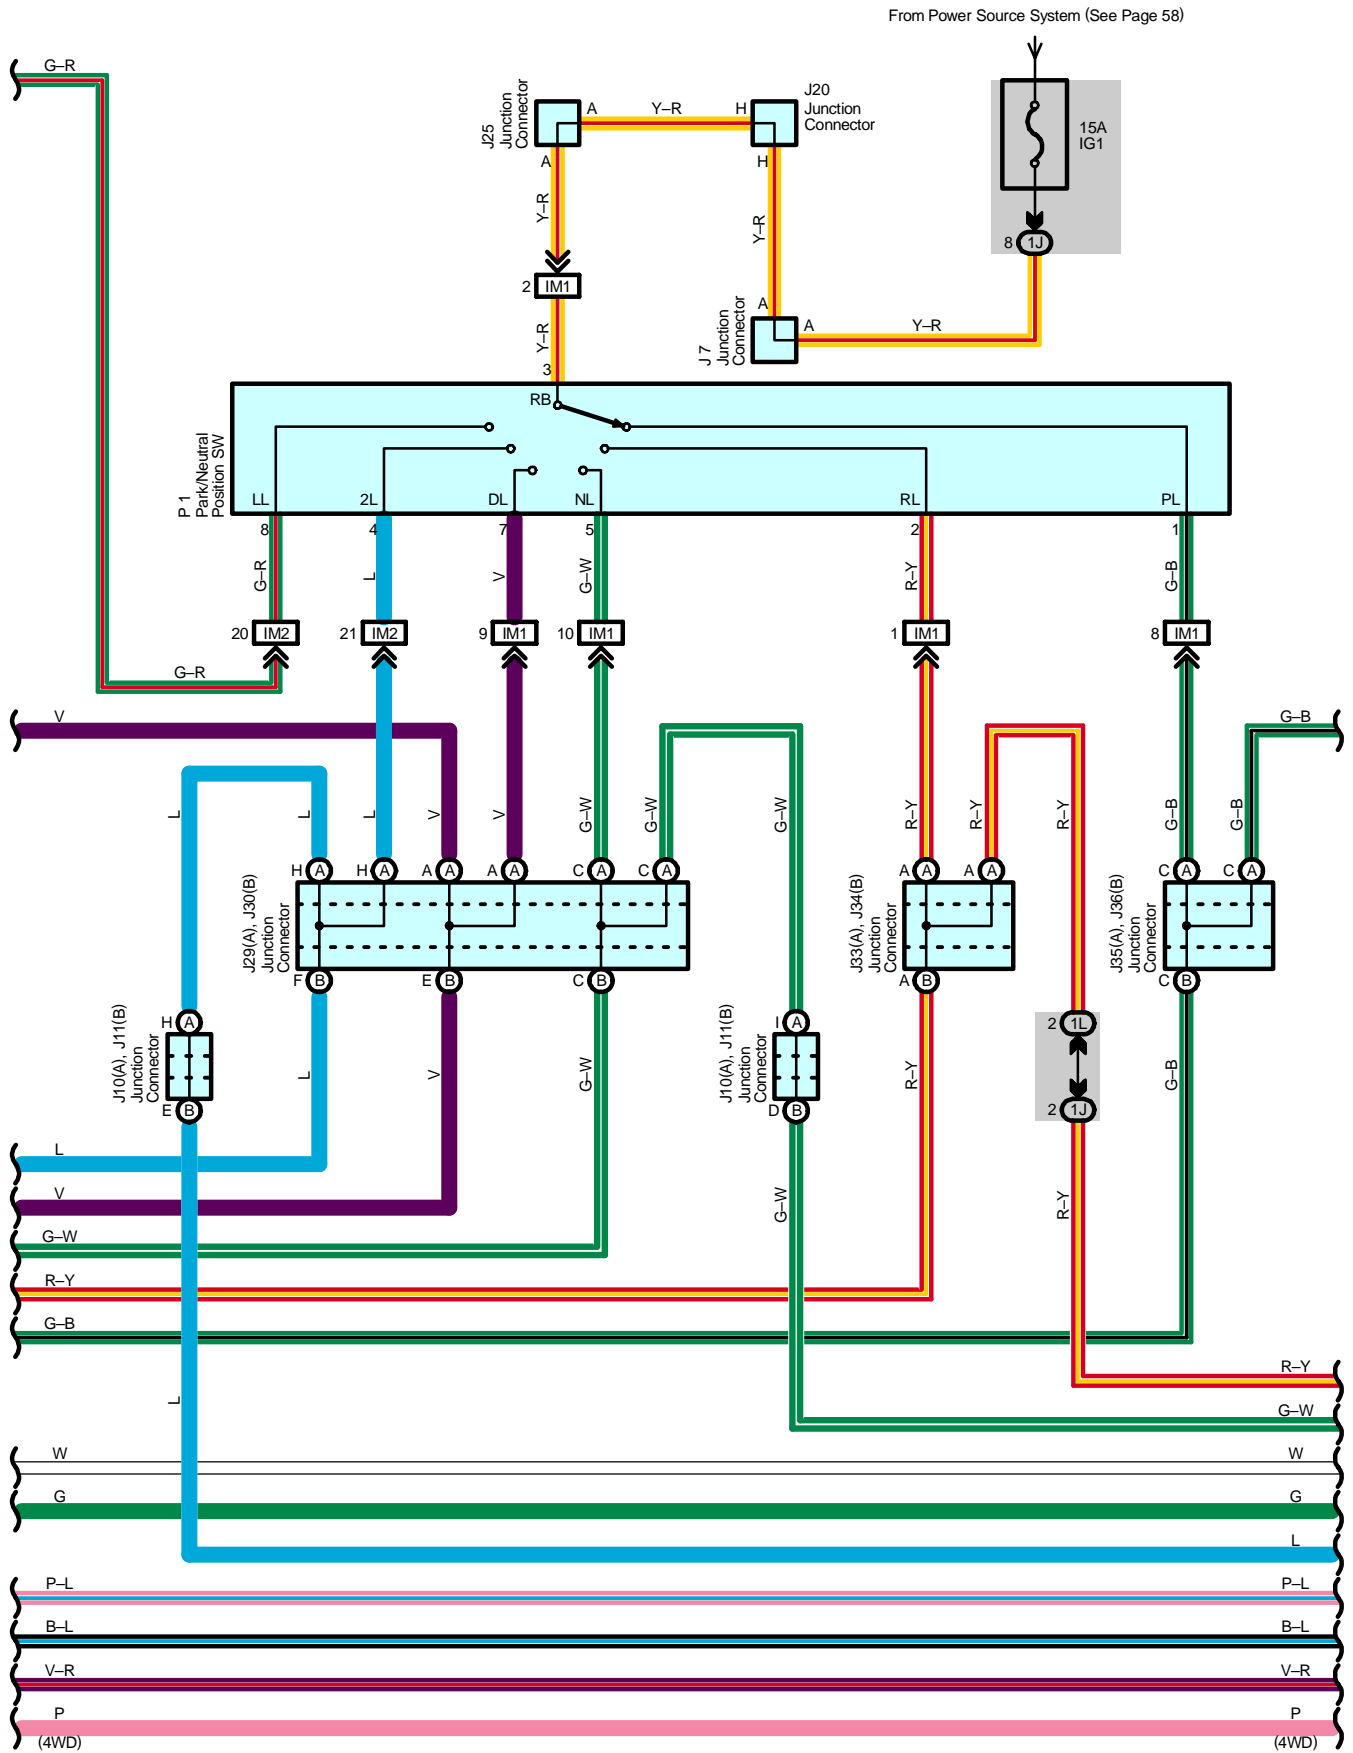 From Power Source System (See Page 58)
G–R
J25
Junction
Connector
A
Y–R
H
J20
Junction
Connector
15A
IG1
A
H
Y–R
Y–R
8
1J
2
IM1
Y–R
J 7
Junction
Connector
A
A
Y–R
3
RB
P 1
Park/Neutral
Position SW
LL
2L
DL
NL
RL
PL
8
4
7
5
2
1
G–R
L
V
G–W
R–Y
G–B
20
IM2
21
IM2
9
IM1
10
IM1
1
IM1
8
IM1
G–R
V
G–B
L
L
L
V
V
G–W
G–W
G–W
R–Y
R–Y
R–Y
G–B
G–B
H
A
H
A
A
A
A
A
C
A
C
A
A
A
A
A
C
A
C
A
J29(A), J30(B)
Junction
Connector
J33(A), J34(B)
Junction
Connector
J35(A), J36(B)
Junction
Connector
F
B
E
B
C
B
A
B
C
B
J10(A), J11(B)
Junction
Connector
H
A
E
B
L
V
G–W
J10(A), J11(B)
Junction
Connector
I
A
D
B
R–Y
2
1L
2
1J
G–B
L
V
G–W
R–Y
G–B
G–W
R–Y
L
R–Y
G–W
W
W
G
G
L
P–L
P–L
B–L
B–L
V–R
V–R
P
P
(4WD)
(4WD)